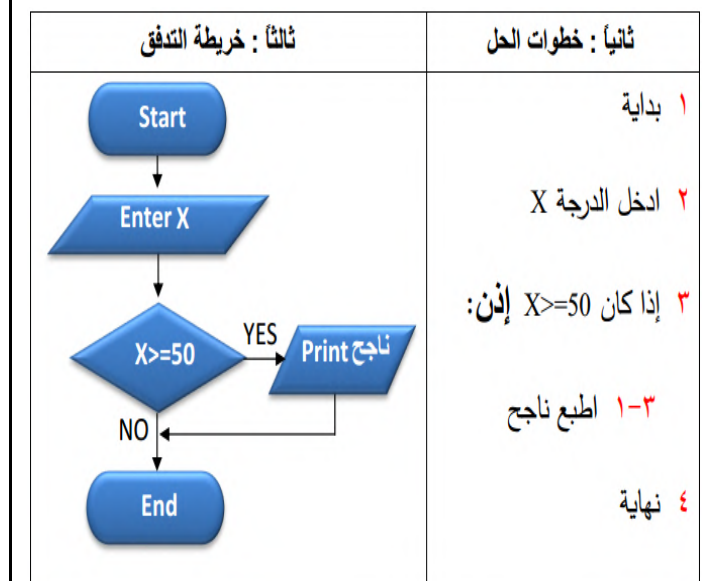 ثانياً : خطوات الحل
١ بداية
٢ ادخل الدرجة X
٣ إذا كان X>=50 إذن:
٣-١ اطبع ناجح
٤ نهاية
ثالثاً : خريطة التدفق
Start
Enter X
X>=50
YES
Print ناجح
NO
End